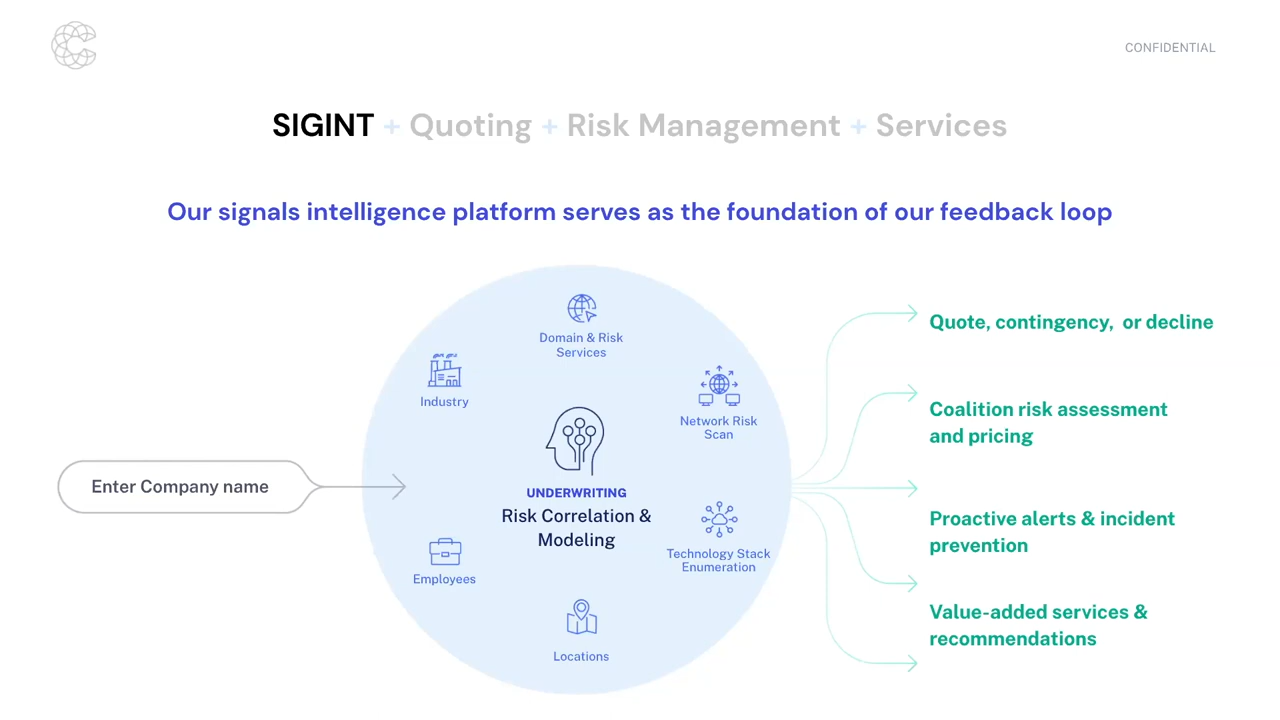 CONFIDENTIAL
SIGINT + Quoting + Risk Management + Services
Our signals intelligence platform serves as the foundation of our feedback loop
Enter Company name
Domain & Risk
Services
Industry
Network Risk
Scan
UNDERWRITING
Risk Correlation &
Modeling
Technology Stack
Enumeration
Employees
Locations
Quote, contingency,  or decline
Coalition risk assessment
and pricing
Proactive alerts & incident
prevention
Value-added services &
recommendations